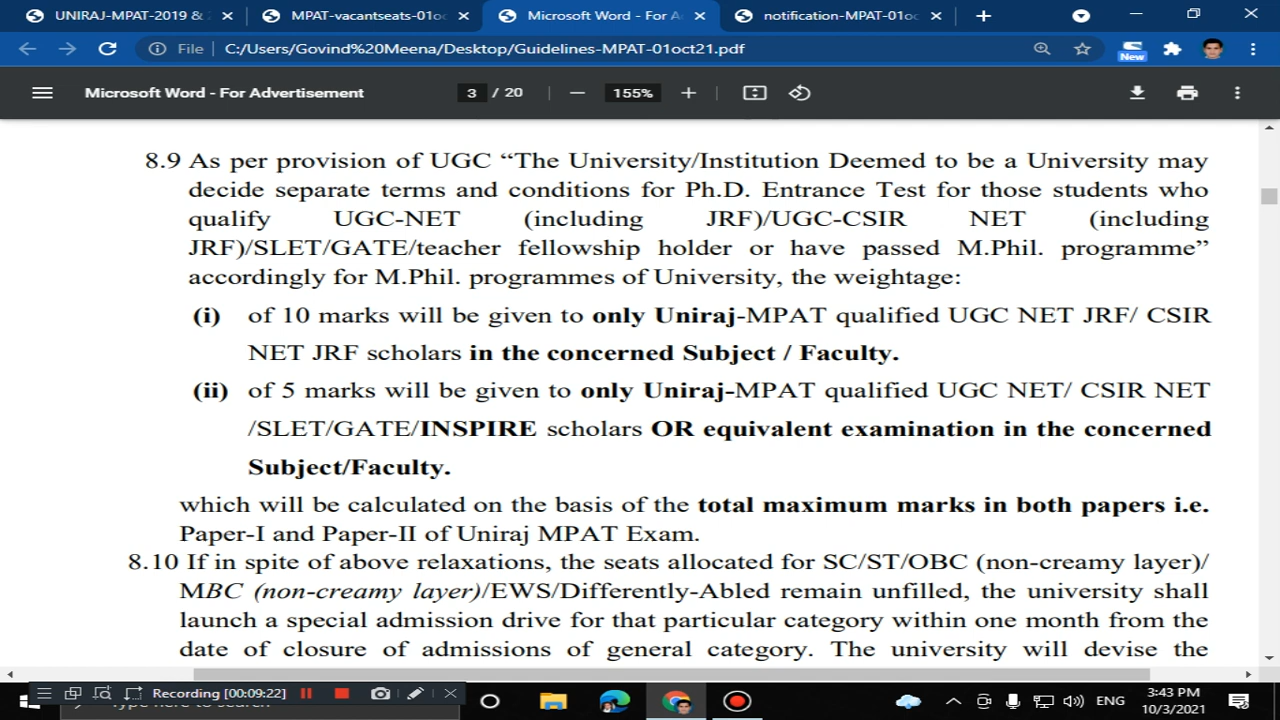 UNIRAJ-MPAT-2019 &
MPAT-vacantseats-01o
Microsoft Word - For A
notification-MPAT-01o
File
C:/Users/Govind%20Meena/Desktop/Guidelines-MPAT-01oct21.pdf
New
Microsoft Word - For Advertisement
3 / 20
155%
8.9 As per provision of UGC “The University/Institution Deemed to be a University may
decide separate terms and conditions for Ph.D. Entrance Test for those students who
qualify UGC-NET (including JRF)/UGC-CSIR NET (including
JRF)/SLET/GATE/teacher fellowship holder or have passed M.Phil. programme”
accordingly for M.Phil. programmes of University, the weightage:
(i) of 10 marks will be given to only Uniraj-MPAT qualified UGC NET JRF/ CSIR
NET JRF scholars in the concerned Subject / Faculty.
(ii) of 5 marks will be given to only Uniraj-MPAT qualified UGC NET/ CSIR NET
/SLET/GATE/INSPIRE scholars OR equivalent examination in the concerned
Subject/Faculty.
which will be calculated on the basis of the total maximum marks in both papers i.e.
Paper-I and Paper-II of Uniraj MPAT Exam.
8.10 If in spite of above relaxations, the seats allocated for SC/ST/OBC (non-creamy layer)/
MBC (non-creamy layer)/EWS/Differently-Abled remain unfilled, the university shall
launch a special admission drive for that particular category within one month from the
date of closure of admissions of general category. The university will devise the
Recording [00:09:22]
ENG
3:43 PM
10/3/2021